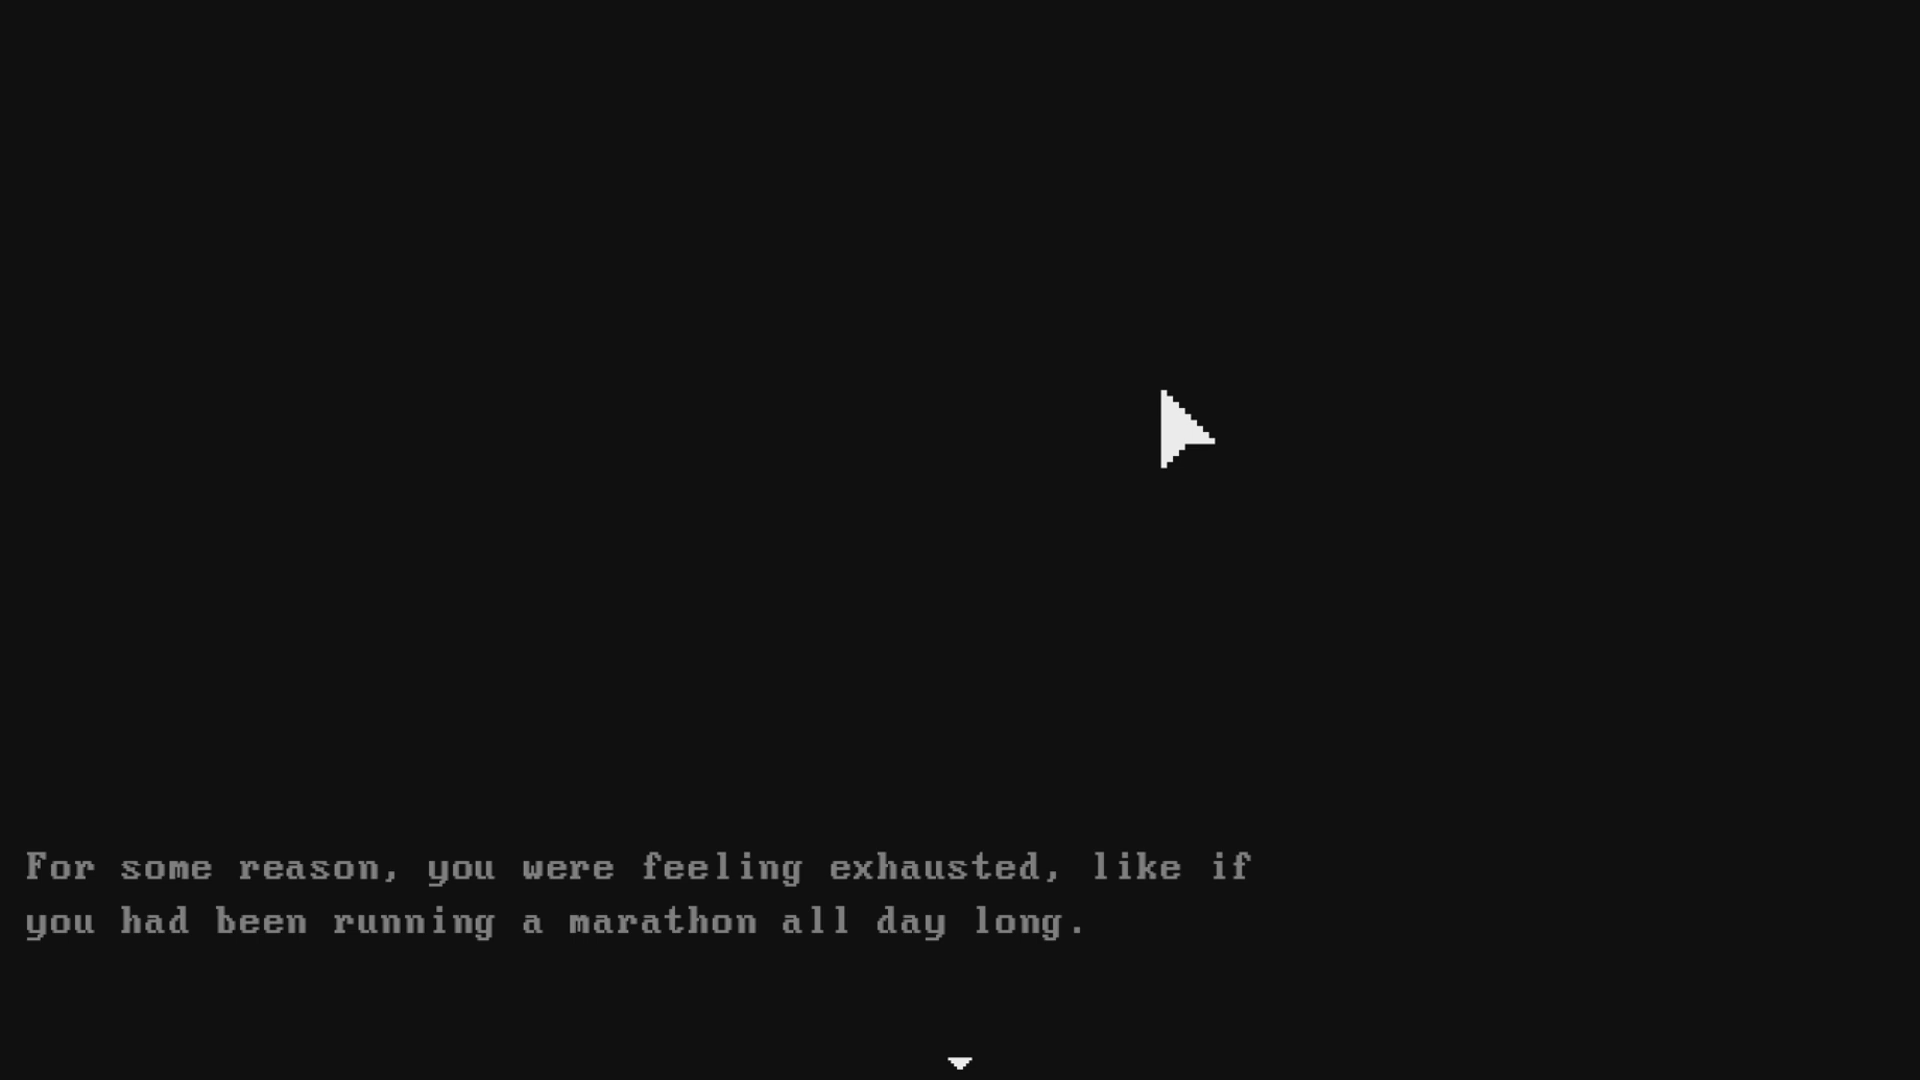 For some reason, you were feeling exhausted, like if
you had been running a marathon all day long.